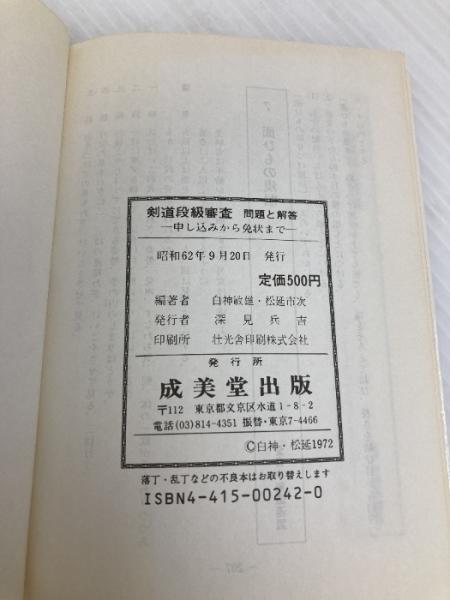 剣道段級審査 問題と解答
―申し込みから免状まで―
昭和62年9月20日 発行
定価500円
編著者 白神敏雄・松延市次
発行者 深見兵吉
印刷所 壮光舎印刷株式会社
発行所
成美堂出版
〒112 東京都文京区水道1-8-2
電話(03)814-4351 振替・東京7-4466
©白神・松延1972
落丁・乱丁などの不良本はお取り替えします
ISBN4-415-00242-0